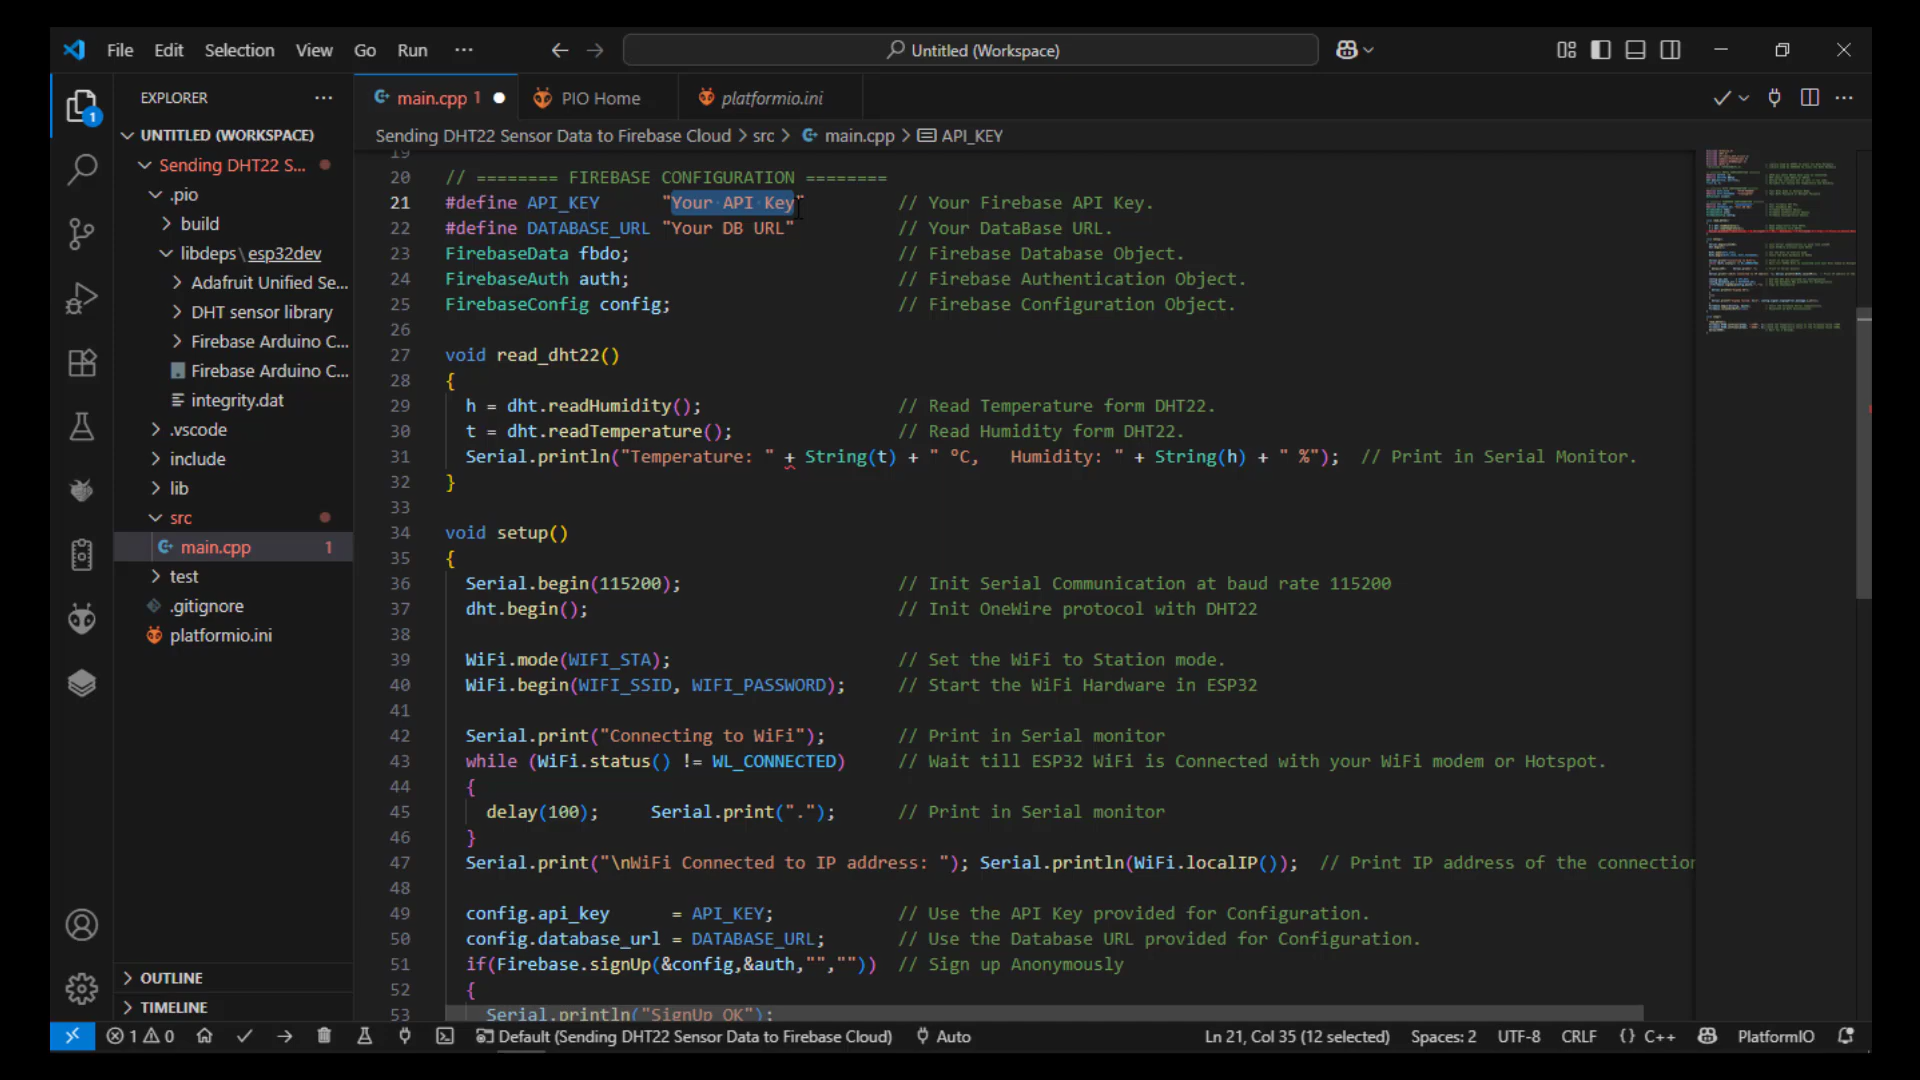 File Edit Selection View Go Run ··· Untitled (Workspace)
EXPLORER ···
main.cpp 1 PIO Home platformio.ini
Sending DHT22 Sensor Data to Firebase Cloud > src > main.cpp > API_KEY
1
UNTITLED (WORKSPACE)
Sending DHT22 S...
.pio
build
libdeps\esp32dev
Adafruit Unified Se...
DHT sensor library
Firebase Arduino C...
Firebase Arduino C...
integrity.dat
.vscode
include
lib
src
main.cpp 1
test
.gitignore
platformio.ini
OUTLINE
TIMELINE
19
20 // ======== FIREBASE CONFIGURATION ========
21 #define API_KEY "Your API Key" // Your Firebase API Key.
22 #define DATABASE_URL "Your DB URL" // Your DataBase URL.
23 FirebaseData fbdo; // Firebase Database Object.
24 FirebaseAuth auth; // Firebase Authentication Object.
25 FirebaseConfig config; // Firebase Configuration Object.
26
27 void read_dht22()
28 {
29 h = dht.readHumidity(); // Read Temperature form DHT22.
30 t = dht.readTemperature(); // Read Humidity form DHT22.
31 Serial.println("Temperature: " + String(t) + " ºC, Humidity: " + String(h) + " %"); // Print in Serial Monitor.
32 }
33
34 void setup()
35 {
36 Serial.begin(115200); // Init Serial Communication at baud rate 115200
37 dht.begin(); // Init OneWire protocol with DHT22
38
39 WiFi.mode(WIFI_STA); // Set the WiFi to Station mode.
40 WiFi.begin(WIFI_SSID, WIFI_PASSWORD); // Start the WiFi Hardware in ESP32
41
42 Serial.print("Connecting to WiFi"); // Print in Serial monitor
43 while (WiFi.status() != WL_CONNECTED) // Wait till ESP32 WiFi is Connected with your WiFi modem or Hotspot.
44 {
45 delay(100); Serial.print("."); // Print in Serial monitor
46 }
47 Serial.print("\nWiFi Connected to IP address: "); Serial.println(WiFi.localIP()); // Print IP address of the connection
48
49 config.api_key = API_KEY; // Use the API Key provided for Configuration.
50 config.database_url = DATABASE_URL; // Use the Database URL provided for Configuration.
51 if(Firebase.signUp(&config,&auth,"","")) // Sign up Anonymously
52 {
53 Serial.println("SignUp OK");
1 0 Default (Sending DHT22 Sensor Data to Firebase Cloud) Auto Ln 21, Col 35 (12 selected) Spaces: 2 UTF-8 CRLF {} C++ PlatformIO